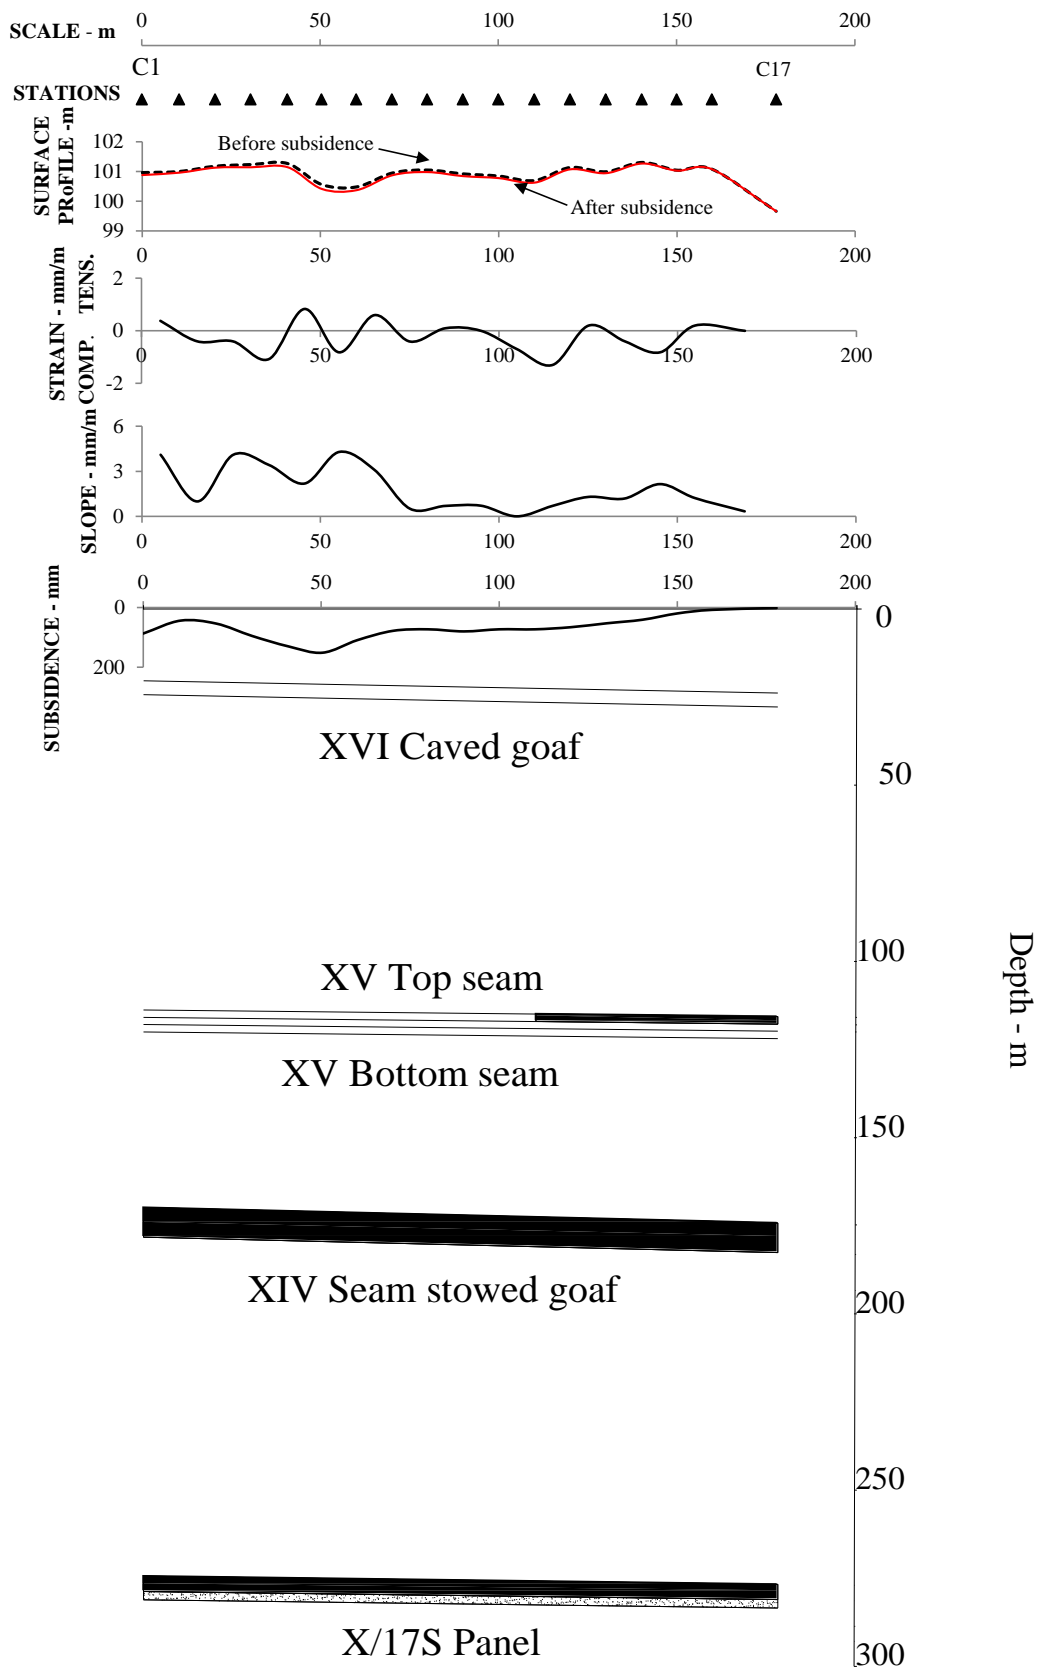 SCALE - m
0 50 100 150 200
C1 C17
STATIONS
SURFACE
PRoFILE -m
102
101
100
99
Before subsidence
After subsidence
0 50 100 150 200
STRAIN - mm/m
COMP. TENS.
2
0
-2
0 50 100 150 200
SLOPE - mm/m
6
3
0
0 50 100 150 200
SUBSIDENCE - mm
0 50 100 150 200
0
200
0
XVI Caved goaf
50
100
XV Top seam
XV Bottom seam
150
XIV Seam stowed goaf
200
250
X/17S Panel
300
Depth - m